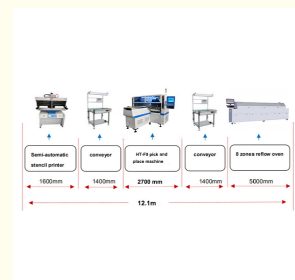 Semi-automatic
stencil printer
conveyor
HT-F9 pick and
place machine
conveyor
8 zones reflow oven
1600mm
1400mm
2700 mm
1400mm
5000mm
12.1m